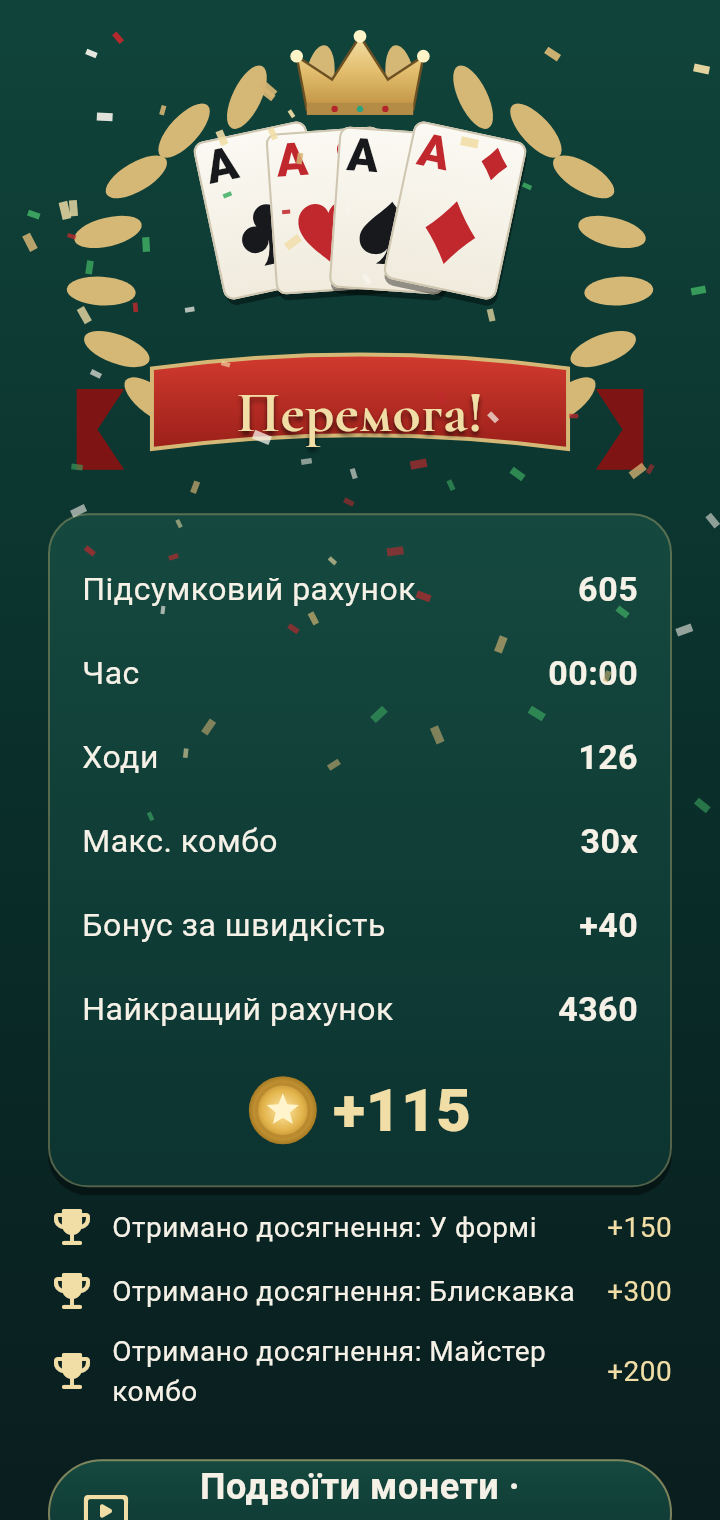 A A A A
Перемога!
Підсумковий рахунок 605
Час 00:00
Ходи 126
Макс. комбо 30x
Бонус за швидкість +40
Найкращий рахунок 4360
+115
Отримано досягнення: У формі +150
Отримано досягнення: Блискавка +300
Отримано досягнення: Майстер
комбо +200
Подвоїти монети ·